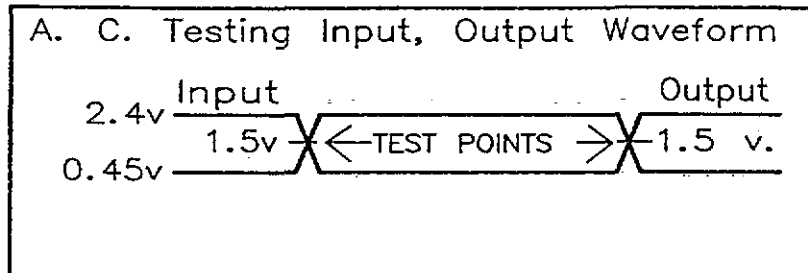 A. C. Testing Input, Output Waveform
Input Output
2.4v
1.5v TEST POINTS 1.5 v.
0.45v